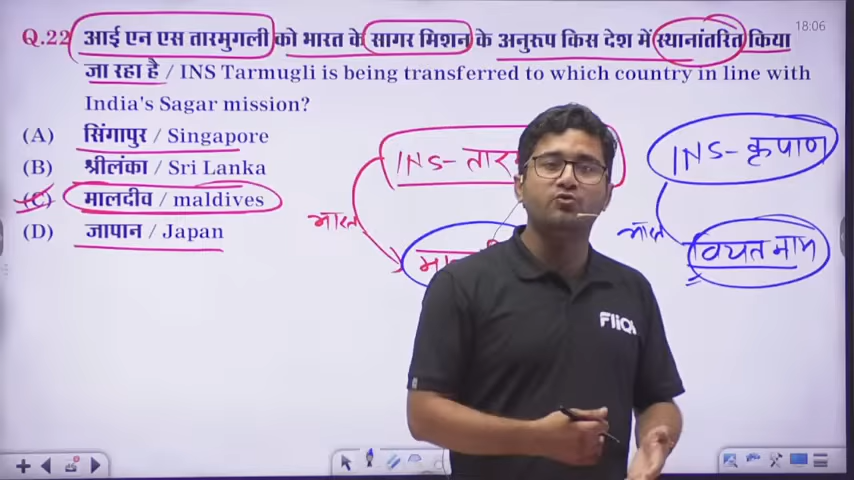 18:06
Q.22 आई एन एस तारमुगली को भारत के सागर मिशन के अनुरूप किस देश में स्थानांतरित किया
जा रहा है / INS Tarmugli is being transferred to which country in line with
India's Sagar mission?
(A) सिंगापुर / Singapore
(B) श्रीलंका / Sri Lanka
(C) मालदीव / maldives
(D) जापान / Japan
INS-
INS-कृपाण
भारत
भारत
वियतनाम